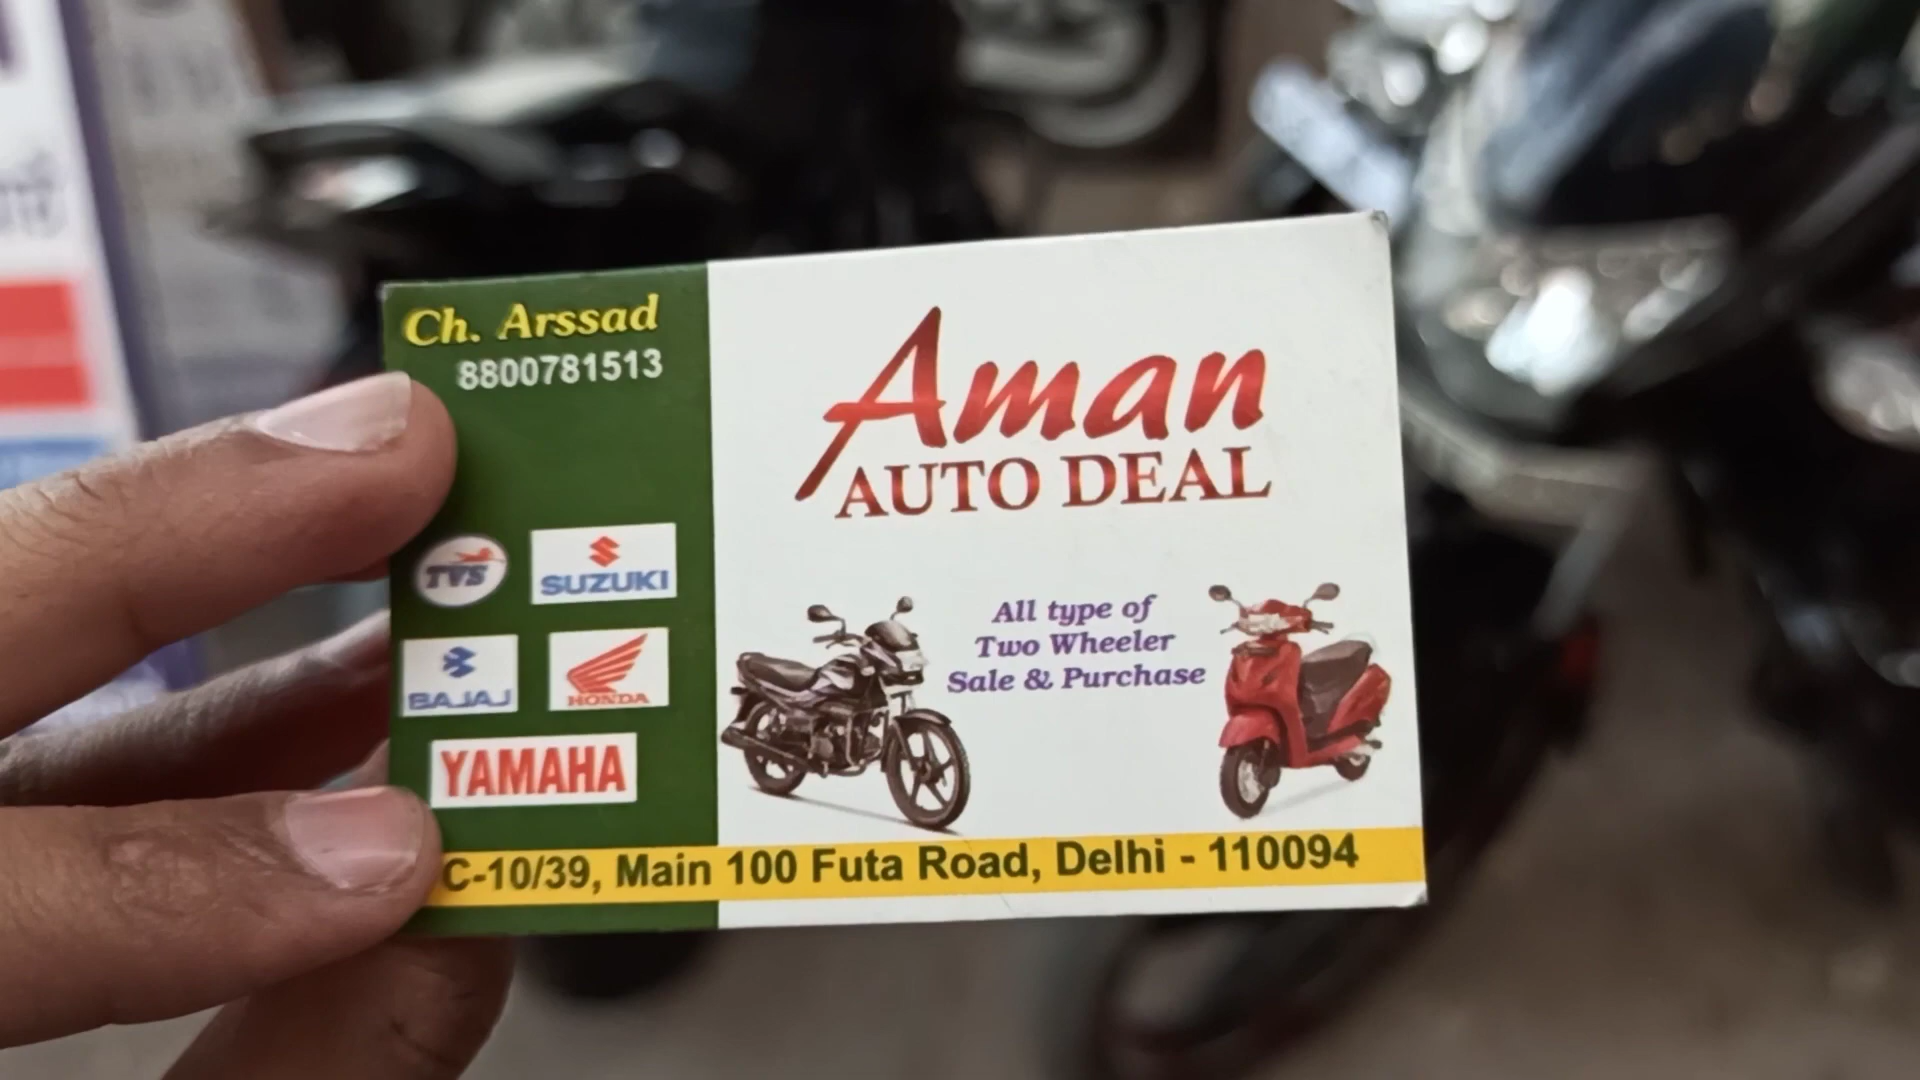 Ch. Arssad
8800781513
TVS
SUZUKI
BAJAJ
HONDA
YAMAHA
Aman
AUTO DEAL
All type of
Two Wheeler
Sale & Purchase
C-10/39, Main 100 Futa Road, Delhi - 110094